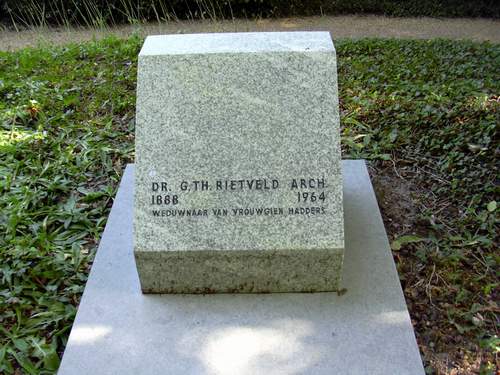 DR. G.TH. RIETVELD ARCH.
1888 1964
WEDUWNAAR VAN VROUWGIEN HADDERS